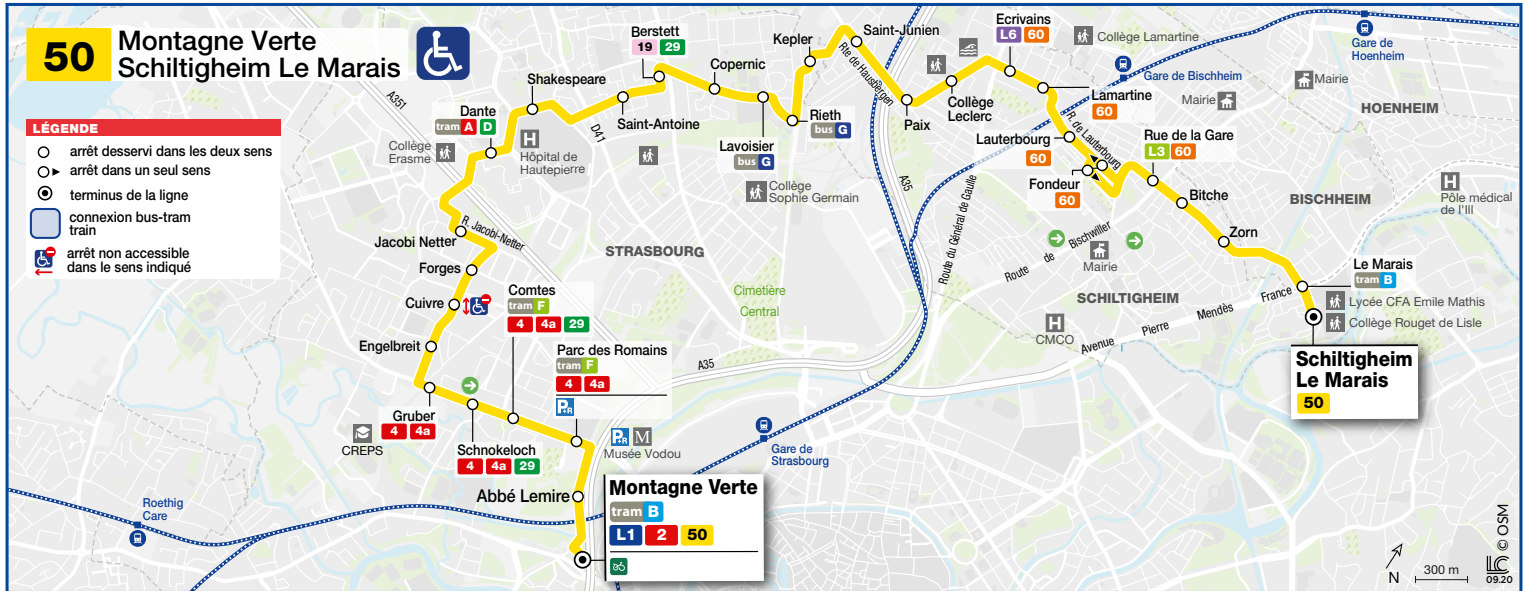 50
Montagne Verte
Schiltigheim Le Marais
LÉGENDE
arrêt desservi dans les deux sens
arrêt dans un seul sens
terminus de la ligne
connexion bus-tram
train
arrêt non accessible
dans le sens indiqué
Berstett
19 29
Shakespeare
Dante
tram A D
Collège
Erasme
H
Hôpital de
Hautepierre
A351
D41
Saint-Antoine
Copernic
Lavoisier
bus G
Kepler
Rieth
bus G
Collège
Sophie Germain
Saint-Junien
Rte de Hausbergen
Paix
A35
Collège
Leclerc
Ecrivains
L6 60
Collège Lamartine
Gare de Bischheim
Lamartine
60
Mairie
Mairie
Gare de
Hoenheim
HOENHEIM
R. de Lauterbourg
Lauterbourg
60
Fondeur
60
Rue de la Gare
L3 60
Bitche
Zorn
BISCHHEIM
H
Pôle médical
de l'Ill
Le Marais
tram B
Lycée CFA Emile Mathis
Collège Rouget de Lisle
Schiltigheim
Le Marais
50
Route du Général de Gaulle
Route de Bischwiller
Mairie
SCHILTIGHEIM
H
CMCO
Avenue Pierre Mendès France
STRASBOURG
Cimetière
Central
R. Jacobi-Netter
Jacobi Netter
Forges
Cuivre
Engelbreit
Gruber
4 4a
CREPS
Schnokeloch
4 4a 29
Comtes
tram F
4 4a 29
Parc des Romains
tram F
4 4a
P+R
P+R M
Musée Vodou
A35
Gare de
Strasbourg
Abbé Lemire
Montagne Verte
tram B
L1 2 50
Roethig
Care
N
300 m
LC
09.20
© OSM